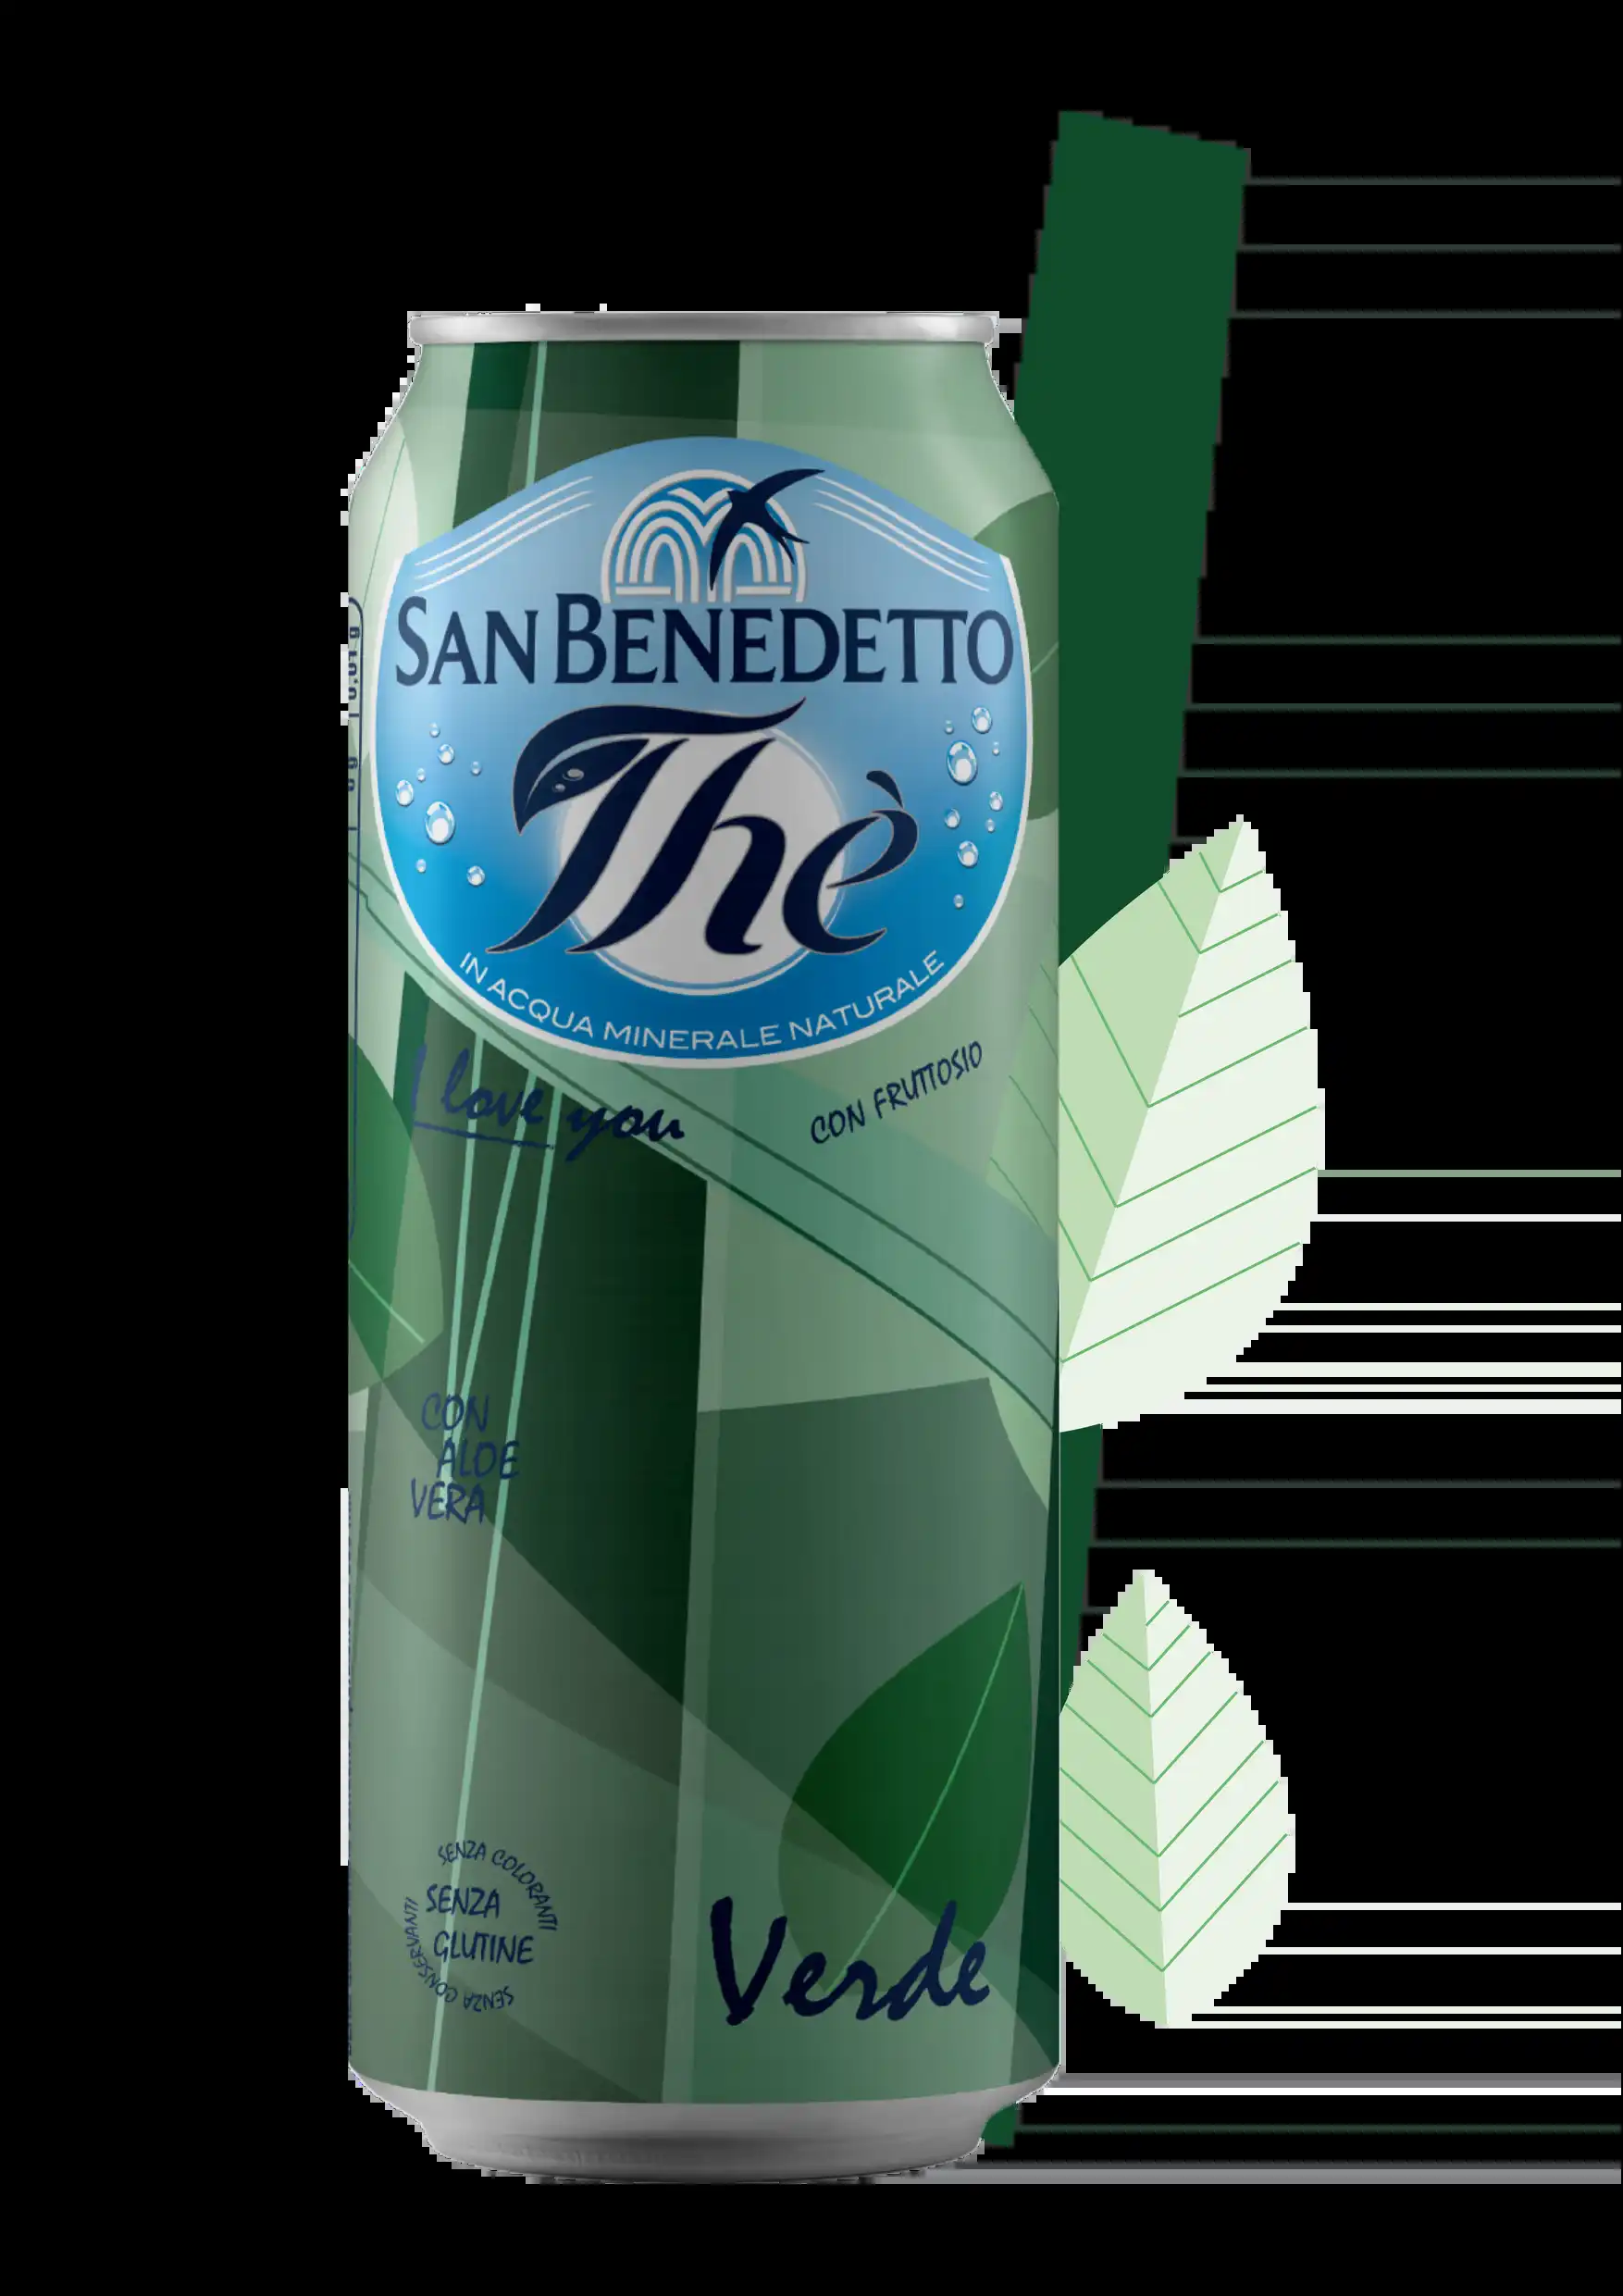 SAN BENEDETTO
Thè
IN ACQUA MINERALE NATURALE
I love you
CON FRUTTOSIO
CON
ALOE
VERA
SENZA COLORANTI
SENZA
GLUTINE
SENZA CONSERVANTI
Verde